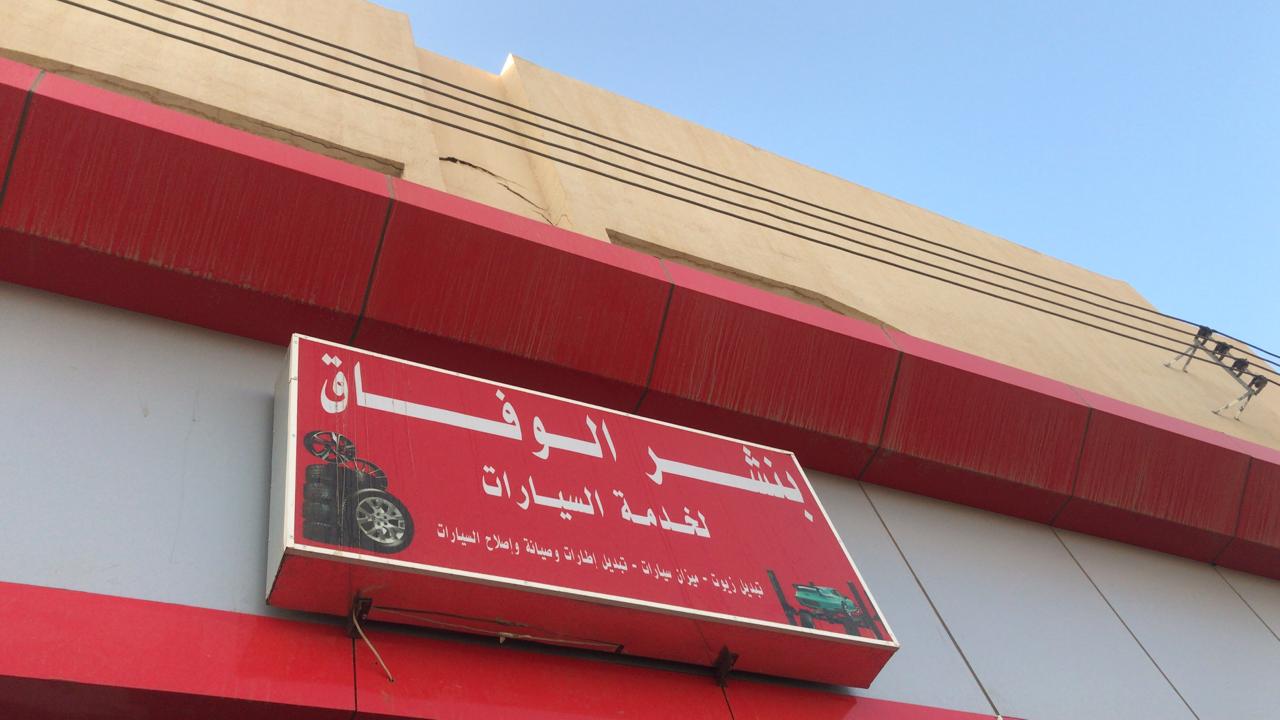 بنشر الوفاق
لخدمة السيارات
تبديل زيوت - ميزان سيارات - تبديل إطارات وصيانة وإصلاح السيارات